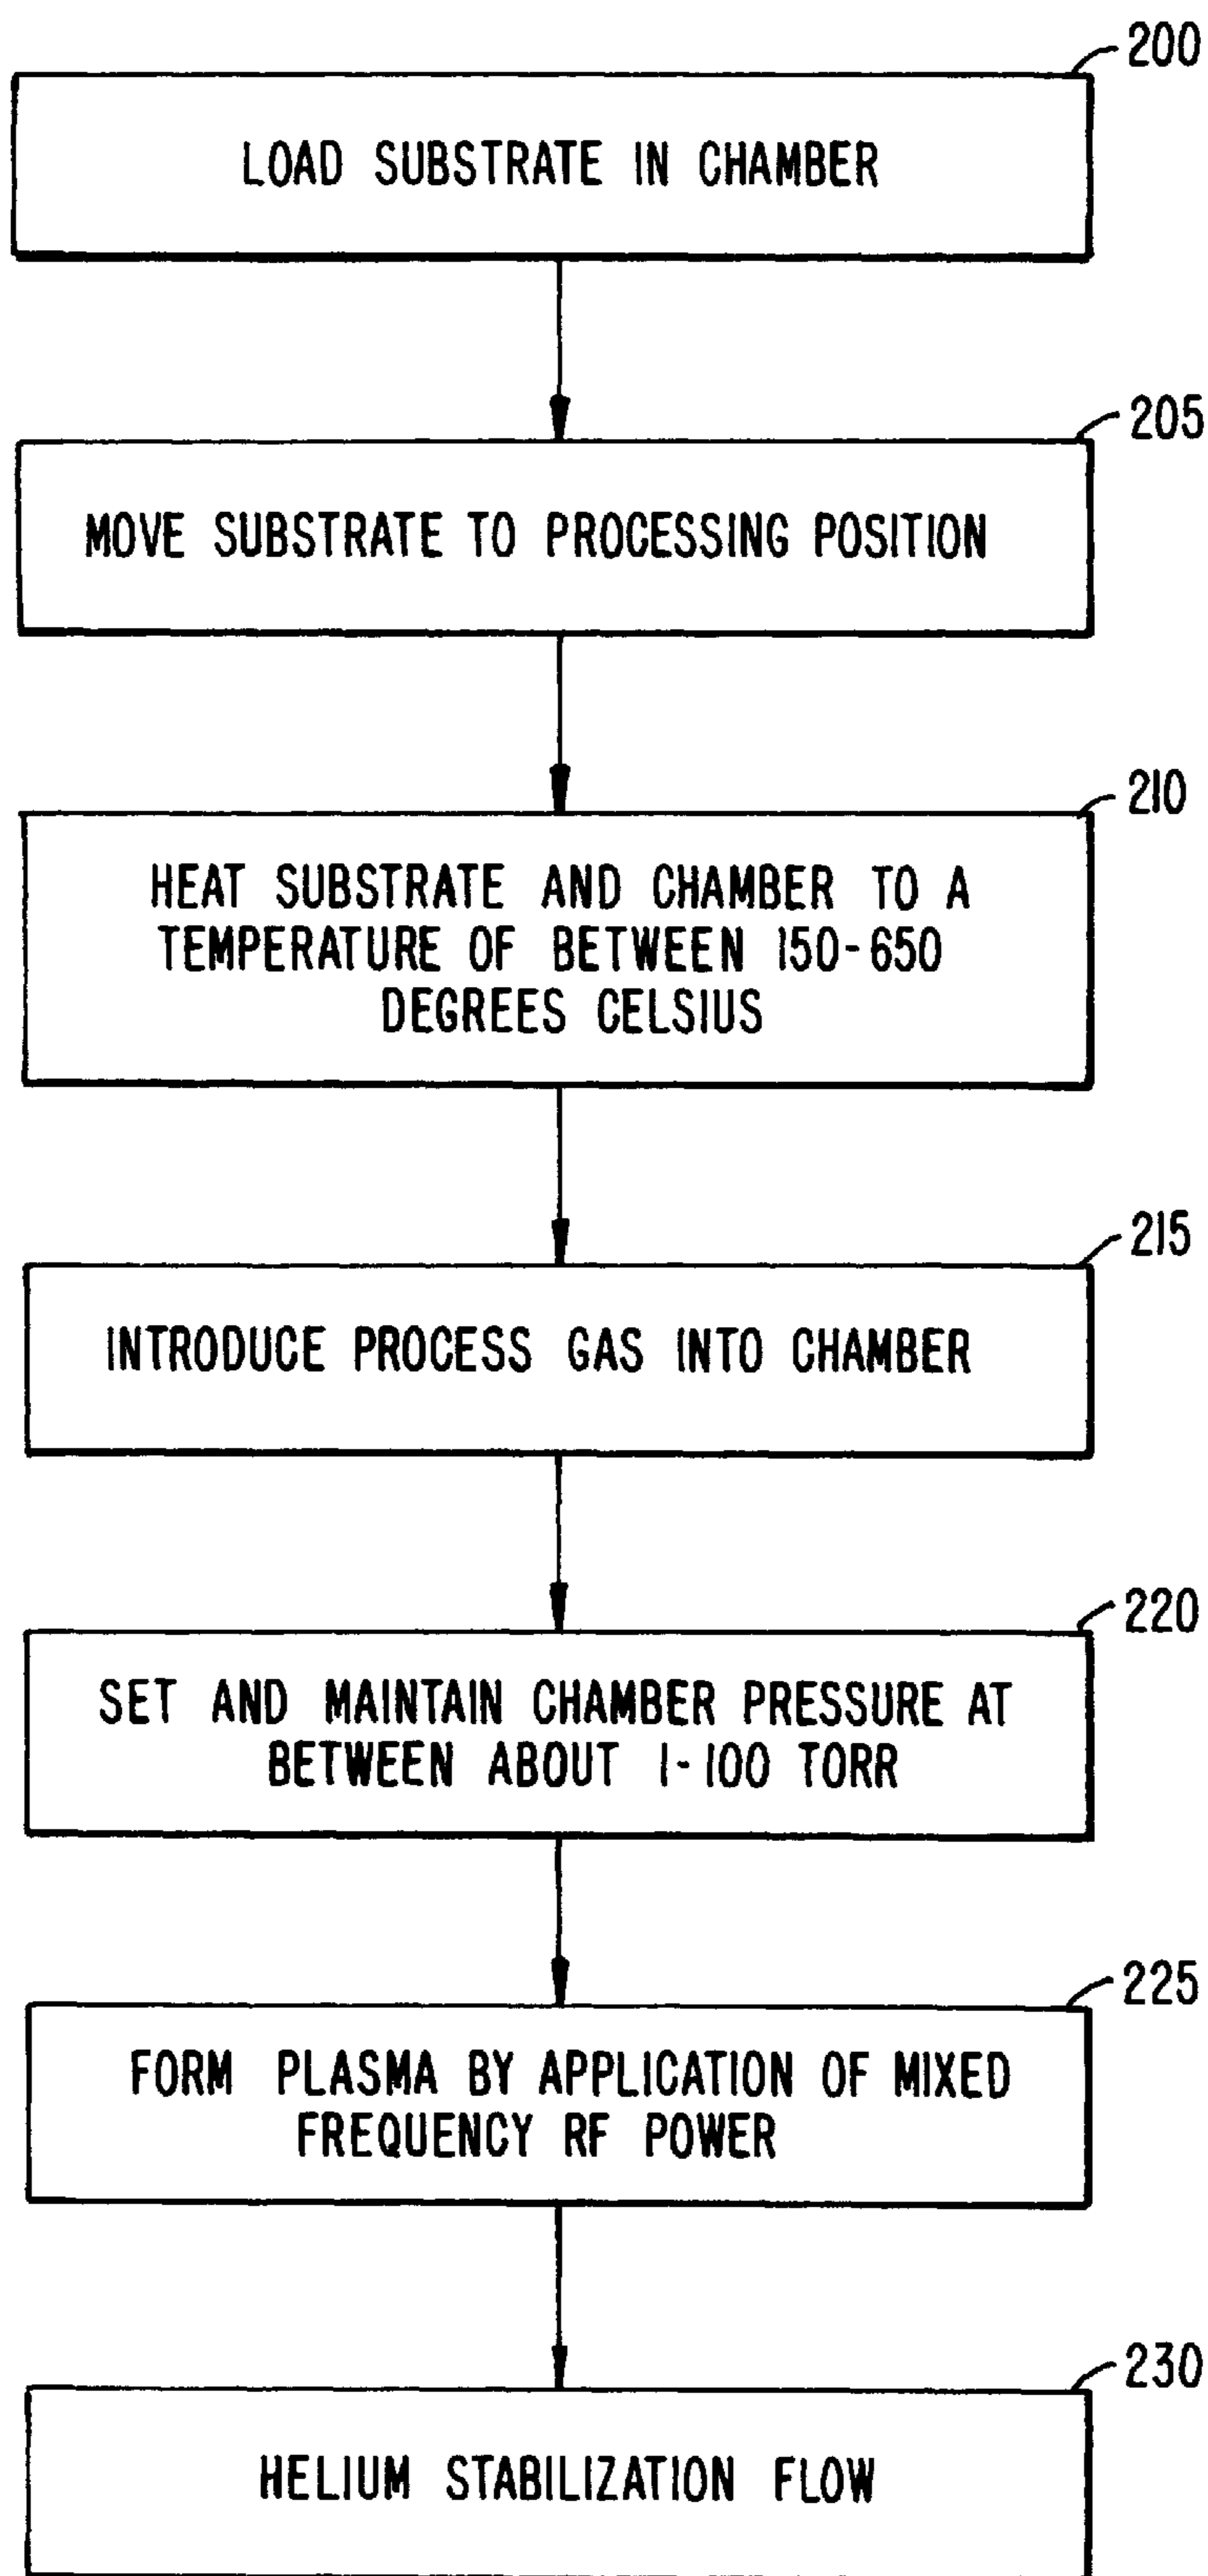 200
LOAD SUBSTRATE IN CHAMBER
205
MOVE SUBSTRATE TO PROCESSING POSITION
210
HEAT SUBSTRATE AND CHAMBER TO A
TEMPERATURE OF BETWEEN 150-650
DEGREES CELSIUS
215
INTRODUCE PROCESS GAS INTO CHAMBER
220
SET AND MAINTAIN CHAMBER PRESSURE AT
BETWEEN ABOUT 1-100 TORR
225
FORM PLASMA BY APPLICATION OF MIXED
FREQUENCY RF POWER
230
HELIUM STABILIZATION FLOW